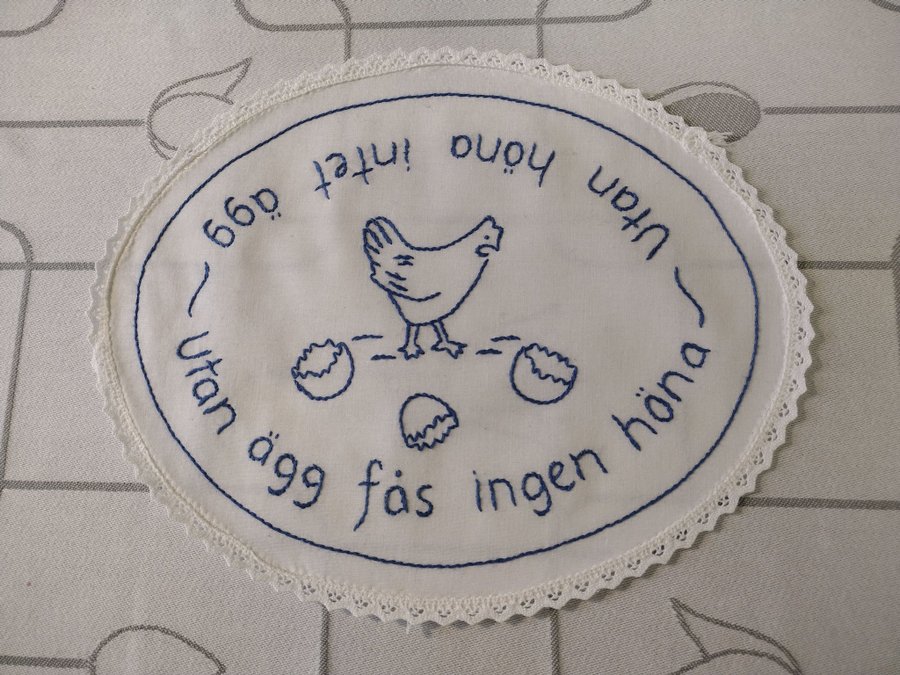 Utan höna intet ägg
utan ägg fås ingen höna